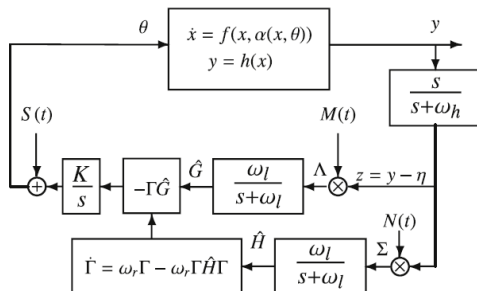 θ
ẋ = f(x, α(x, θ))
y = h(x)
y
s
s+ω_h
S(t)
M(t)
K
s
-ΓĜ
Ĝ
ω_l
s+ω_l
Λ
z = y − η
N(t)
Γ̇ = ω_rΓ − ω_rΓĤΓ
Ĥ
ω_l
s+ω_l
Σ